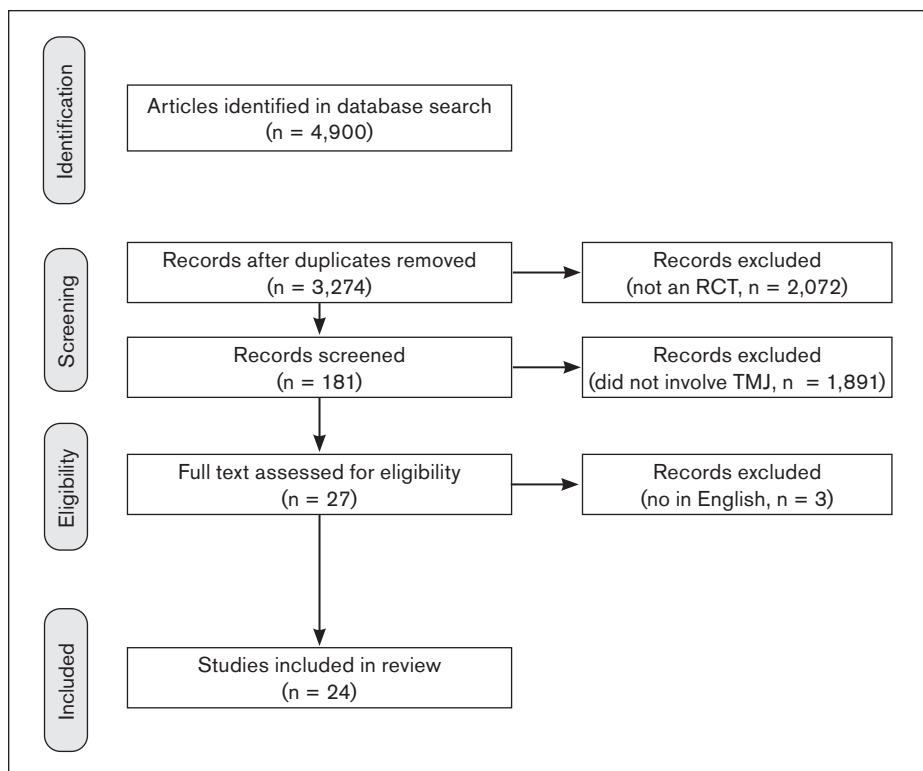 Identification
Articles identified in database search
(n = 4,900)
Screening
Records after duplicates removed
(n = 3,274)
Records excluded
(not an RCT, n = 2,072)
Records screened
(n = 181)
Records excluded
(did not involve TMJ, n = 1,891)
Eligibility
Full text assessed for eligibility
(n = 27)
Records excluded
(no in English, n = 3)
Included
Studies included in review
(n = 24)